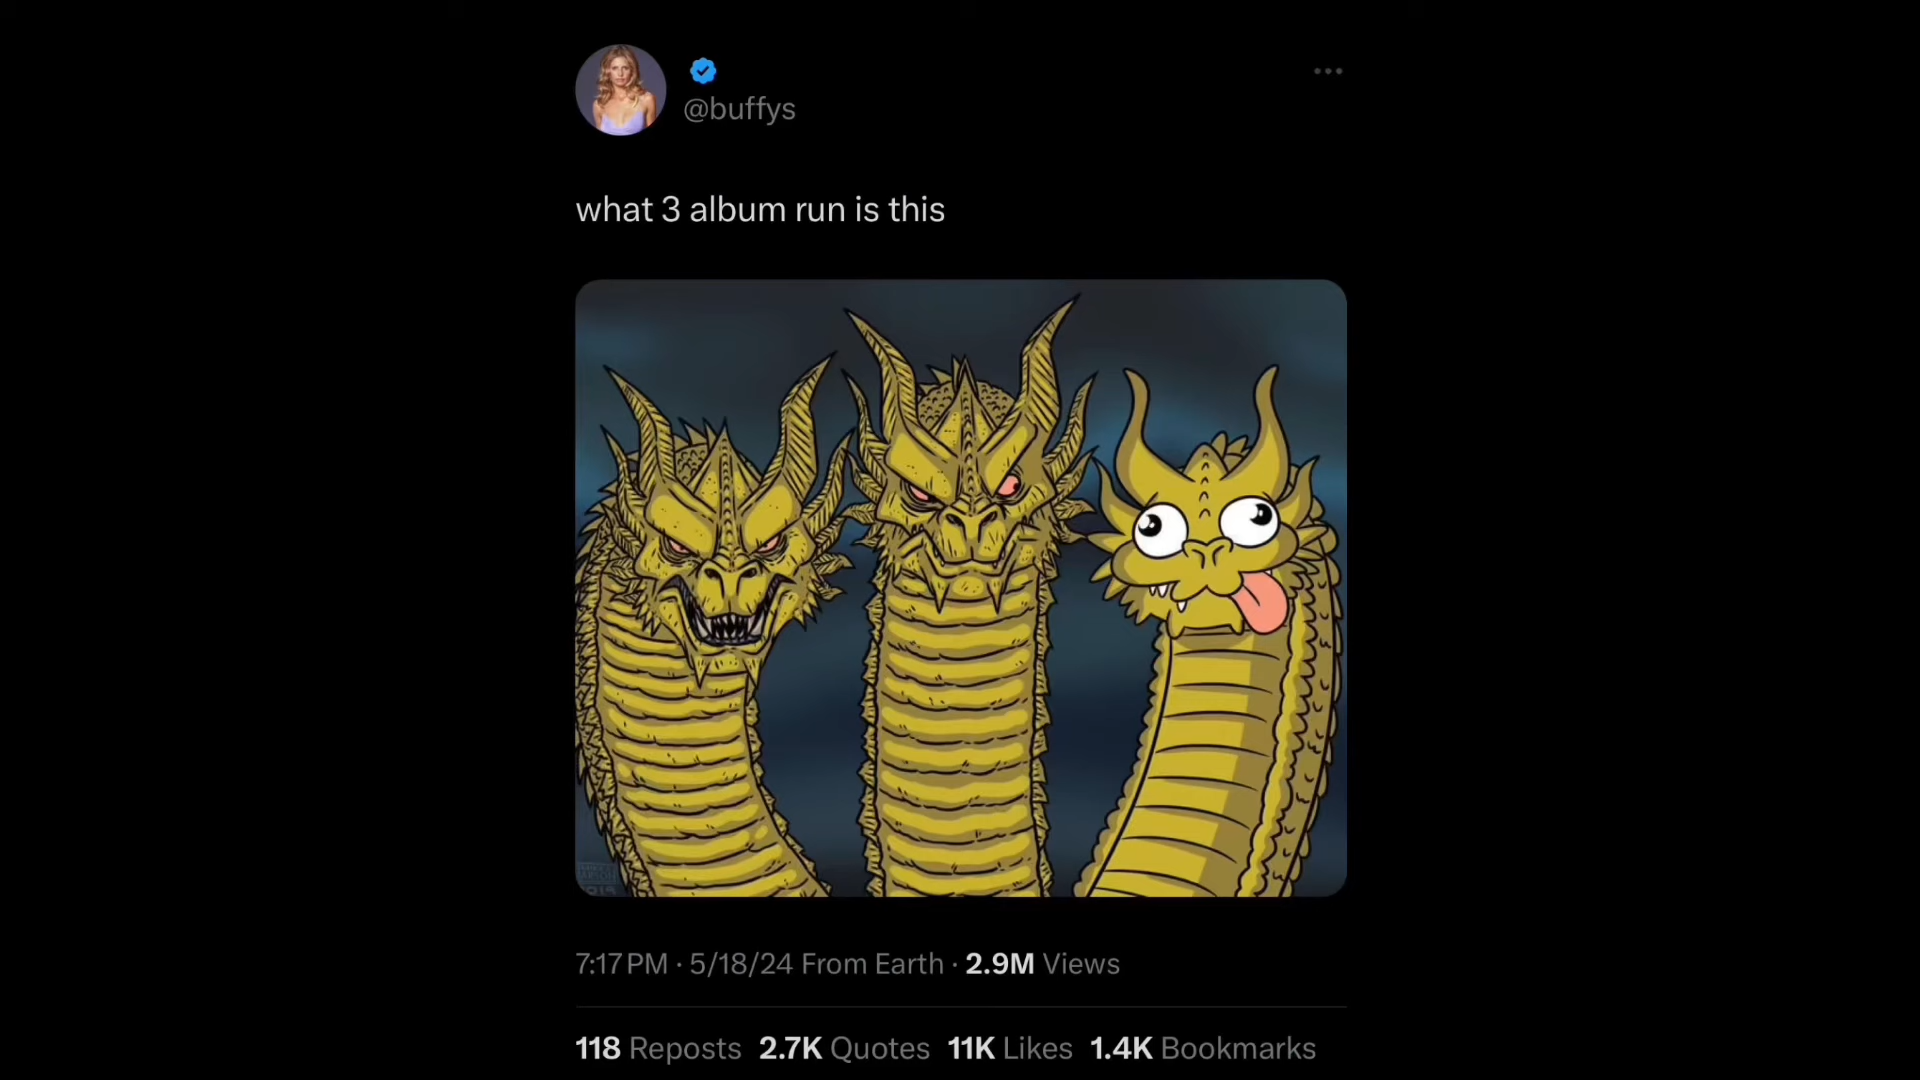 @buffys
what 3 album run is this
7:17 PM · 5/18/24 From Earth · 2.9M Views
118 Reposts 2.7K Quotes 11K Likes 1.4K Bookmarks